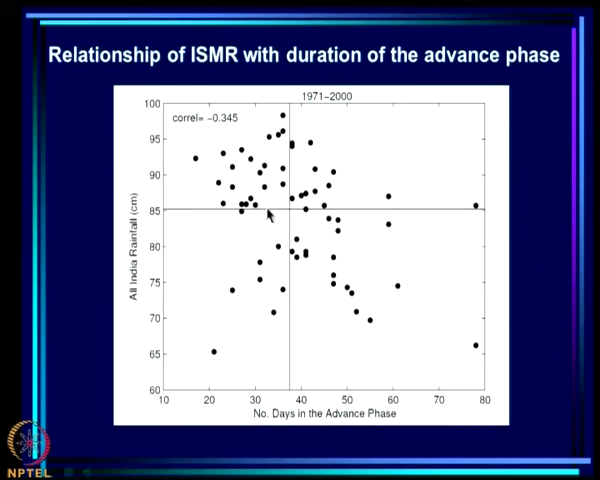 Relationship of ISMR with duration of the advance phase
1971-2000
correl= -0.345
All India Rainfall (cm)
100
95
90
85
80
75
70
65
60
10 20 30 40 50 60 70 80
No. Days in the Advance Phase
NPTEL